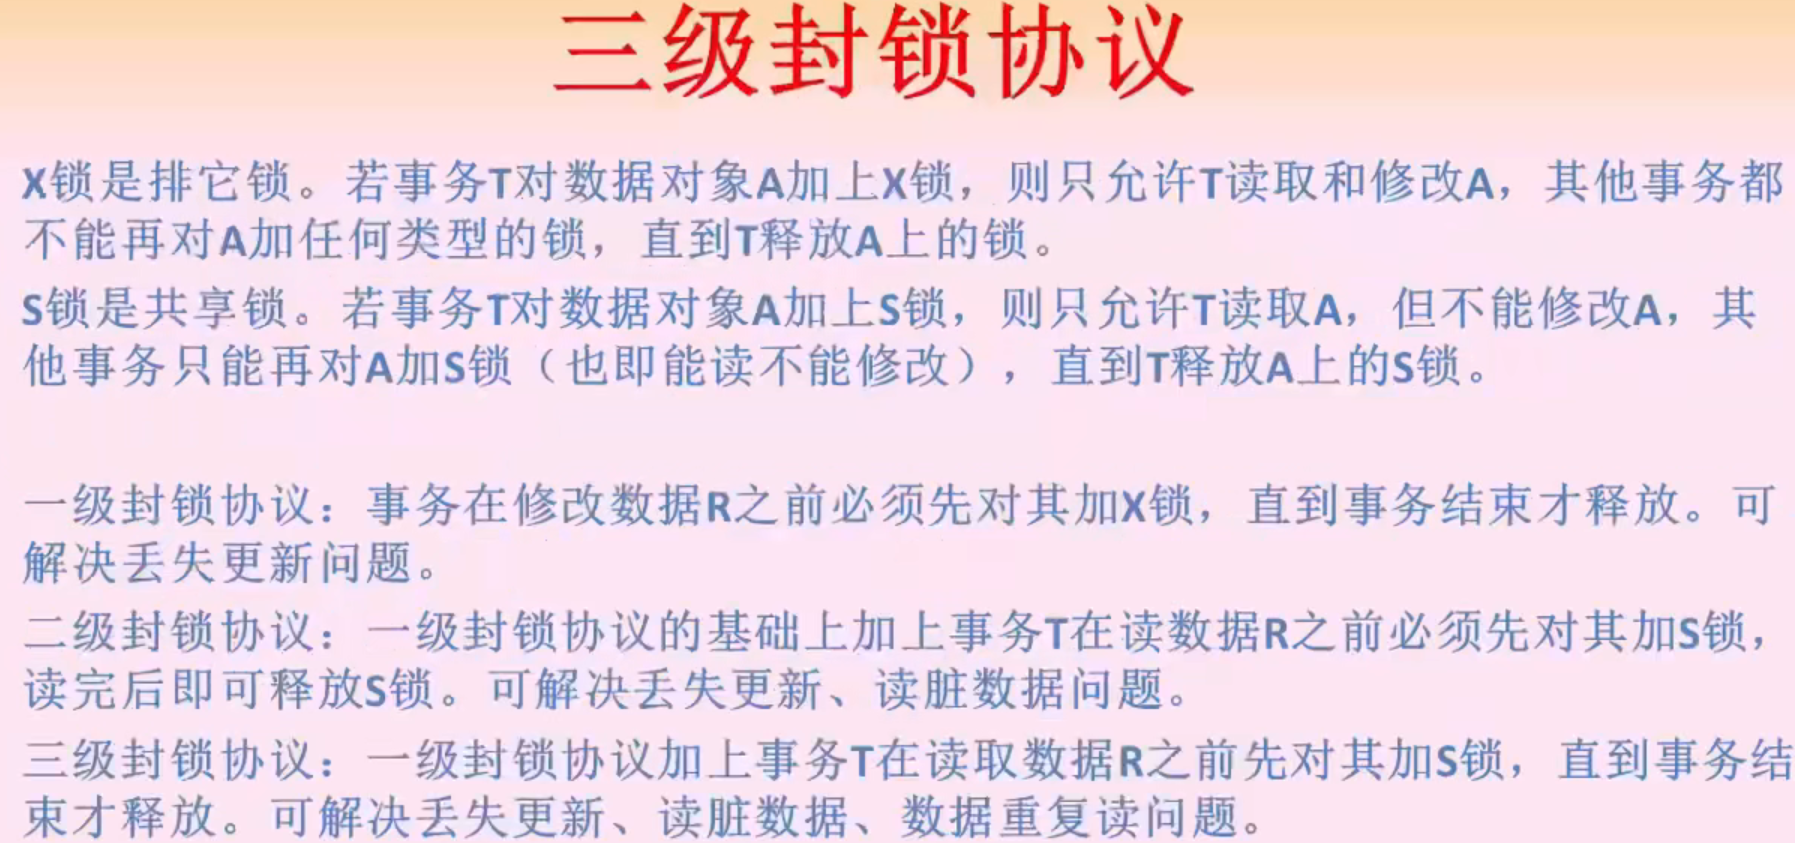 三级封锁协议
X锁是排它锁。若事务T对数据对象A加上X锁，则只允许T读取和修改A，其他事务都
不能再对A加任何类型的锁，直到T释放A上的锁。
S锁是共享锁。若事务T对数据对象A加上S锁，则只允许T读取A，但不能修改A，其
他事务只能再对A加S锁（也即能读不能修改），直到T释放A上的S锁。
一级封锁协议：事务在修改数据R之前必须先对其加X锁，直到事务结束才释放。可
解决丢失更新问题。
二级封锁协议：一级封锁协议的基础上加上事务T在读数据R之前必须先对其加S锁，
读完后即可释放S锁。可解决丢失更新、读脏数据问题。
三级封锁协议：一级封锁协议加上事务T在读取数据R之前先对其加S锁，直到事务结
束才释放。可解决丢失更新、读脏数据、数据重复读问题。